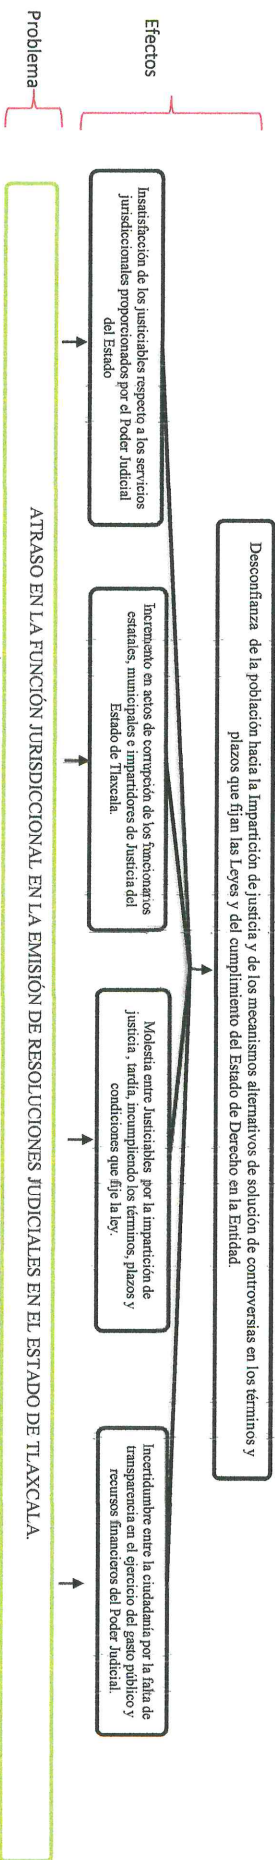 Efectos
Desconfianza de la población hacia la Impartición de justicia y de los mecanismos alternativos de solución de controversias en los términos y
plazos que fijan las Leyes y del cumplimiento del Estado de Derecho en la Entidad.
Insatisfacción de los justiciables respecto a los servicios
jurisdiccionales proporcionados por el Poder Judicial
del Estado
Incremento en actos de corrupción de los funcionarios
estatales, municipales e impartidores de Justicia del
Estado de Tlaxcala.
Molestia entre Justiciables por la impartición de
justicia , tardía, incumpliendo los términos, plazos y
condiciones que fije la ley.
Incertidumbre entre la ciudadanía por la falta de
transparencia en el ejercicio del gasto público y
recursos financieros del Poder Judicial.
Problema
ATRASO EN LA FUNCIÓN JURISDICCIONAL EN LA EMISIÓN DE RESOLUCIONES JUDICIALES EN EL ESTADO DE TLAXCALA.